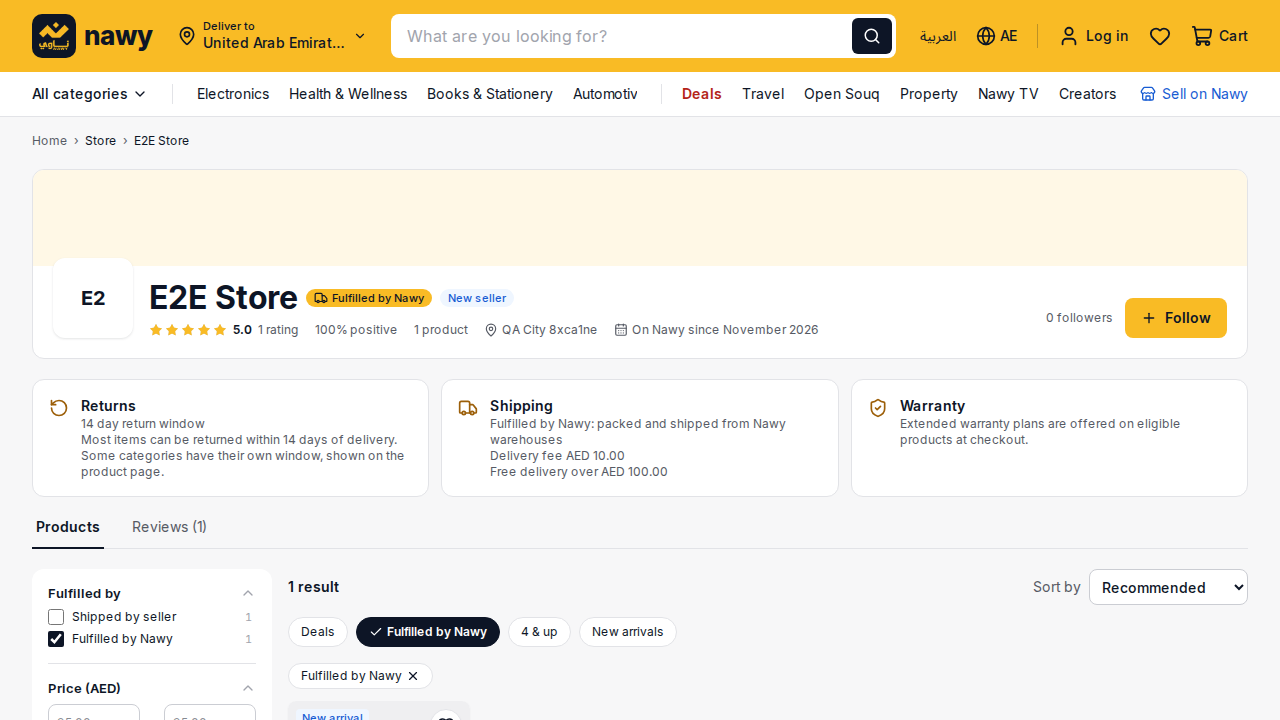 نـاوي
NAWY
nawy
Deliver to
United Arab Emirat...
What are you looking for?
العربية
AE
Log in
Cart
All categories
Electronics
Health & Wellness
Books & Stationery
Automotiv
Deals
Travel
Open Souq
Property
Nawy TV
Creators
Sell on Nawy
Home › Store › E2E Store
E2
E2E Store
Fulfilled by Nawy
New seller
5.0 1 rating
100% positive
1 product
QA City 8xca1ne
On Nawy since November 2026
0 followers
Follow
Returns
14 day return window
Most items can be returned within 14 days of delivery.
Some categories have their own window, shown on the
product page.
Shipping
Fulfilled by Nawy: packed and shipped from Nawy
warehouses
Delivery fee AED 10.00
Free delivery over AED 100.00
Warranty
Extended warranty plans are offered on eligible
products at checkout.
Products
Reviews (1)
Fulfilled by
Shipped by seller 1
Fulfilled by Nawy 1
Price (AED)
1 result
Sort by
Recommended
Deals
Fulfilled by Nawy
4 & up
New arrivals
Fulfilled by Nawy
New arrival